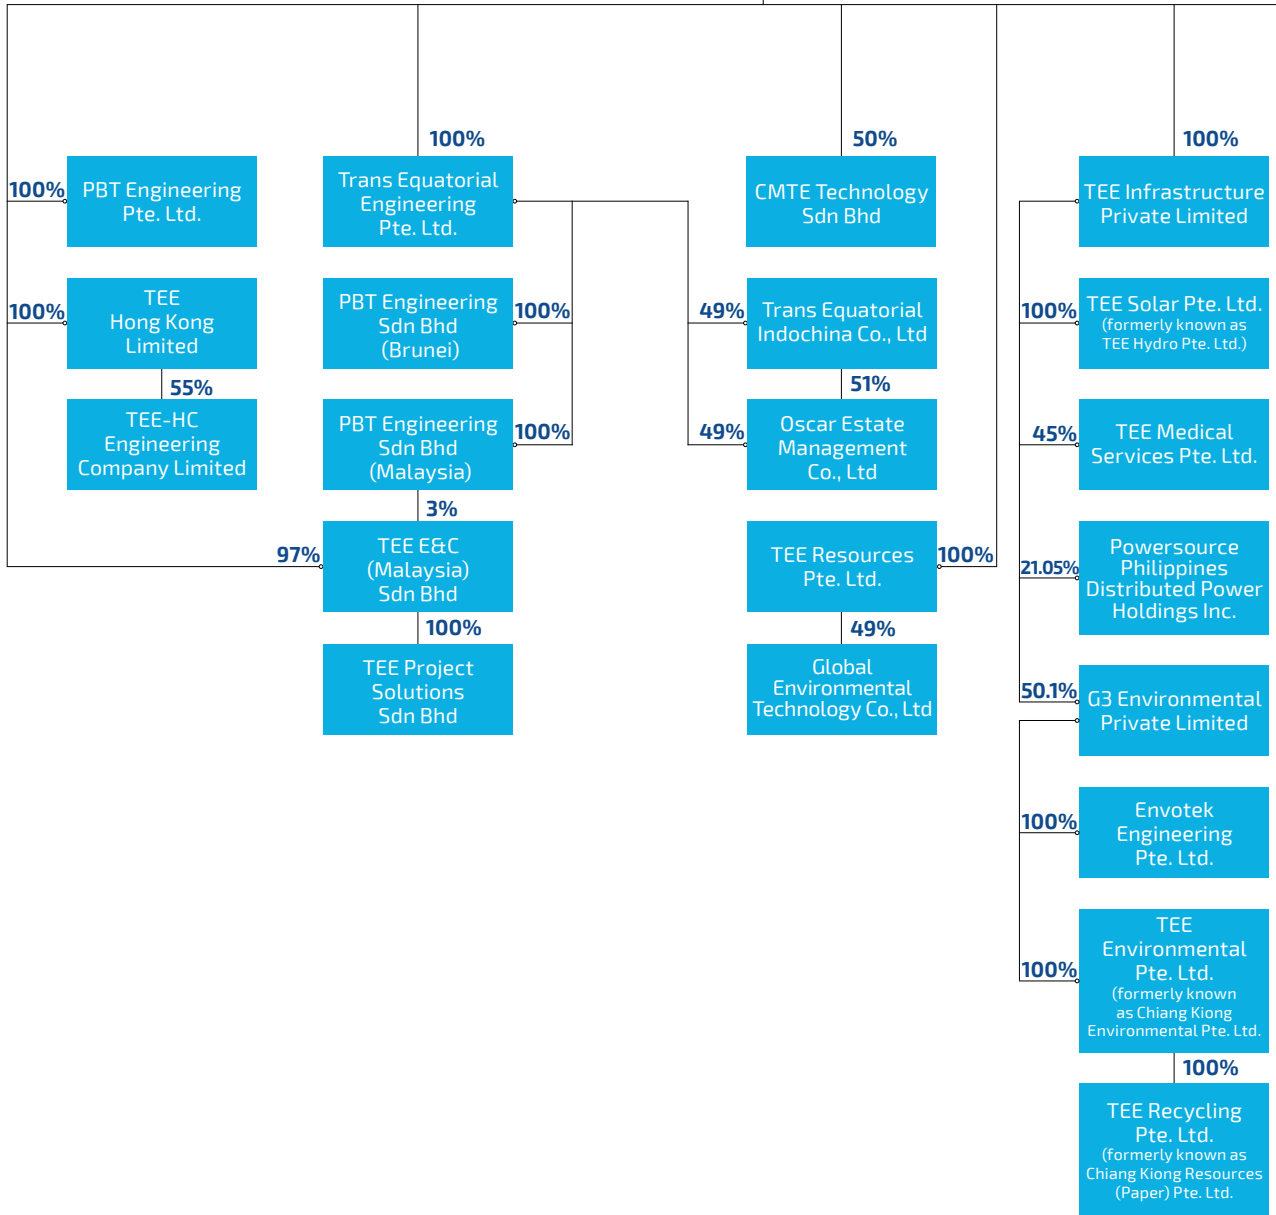 100%
50%
100%
100%
PBT Engineering
Pte. Ltd.
Trans Equatorial
Engineering
Pte. Ltd.
CMTE Technology
Sdn Bhd
TEE Infrastructure
Private Limited
100%
TEE
Hong Kong
Limited
PBT Engineering
Sdn Bhd
(Brunei)
100%
49%
Trans Equatorial
Indochina Co., Ltd
100%
TEE Solar Pte. Ltd.
(formerly known as
TEE Hydro Pte. Ltd.)
55%
51%
TEE-HC
Engineering
Company Limited
PBT Engineering
Sdn Bhd
(Malaysia)
100%
49%
Oscar Estate
Management
Co., Ltd
45%
TEE Medical
Services Pte. Ltd.
3%
97%
TEE E&C
(Malaysia)
Sdn Bhd
TEE Resources
Pte. Ltd.
100%
21.05%
Powersource
Philippines
Distributed Power
Holdings Inc.
100%
49%
TEE Project
Solutions
Sdn Bhd
Global
Environmental
Technology Co., Ltd
50.1%
G3 Environmental
Private Limited
100%
Envotek
Engineering
Pte. Ltd.
100%
TEE
Environmental
Pte. Ltd.
(formerly known
as Chiang Kiong
Environmental Pte. Ltd.
100%
TEE Recycling
Pte. Ltd.
(formerly known as
Chiang Kiong Resources
(Paper) Pte. Ltd.